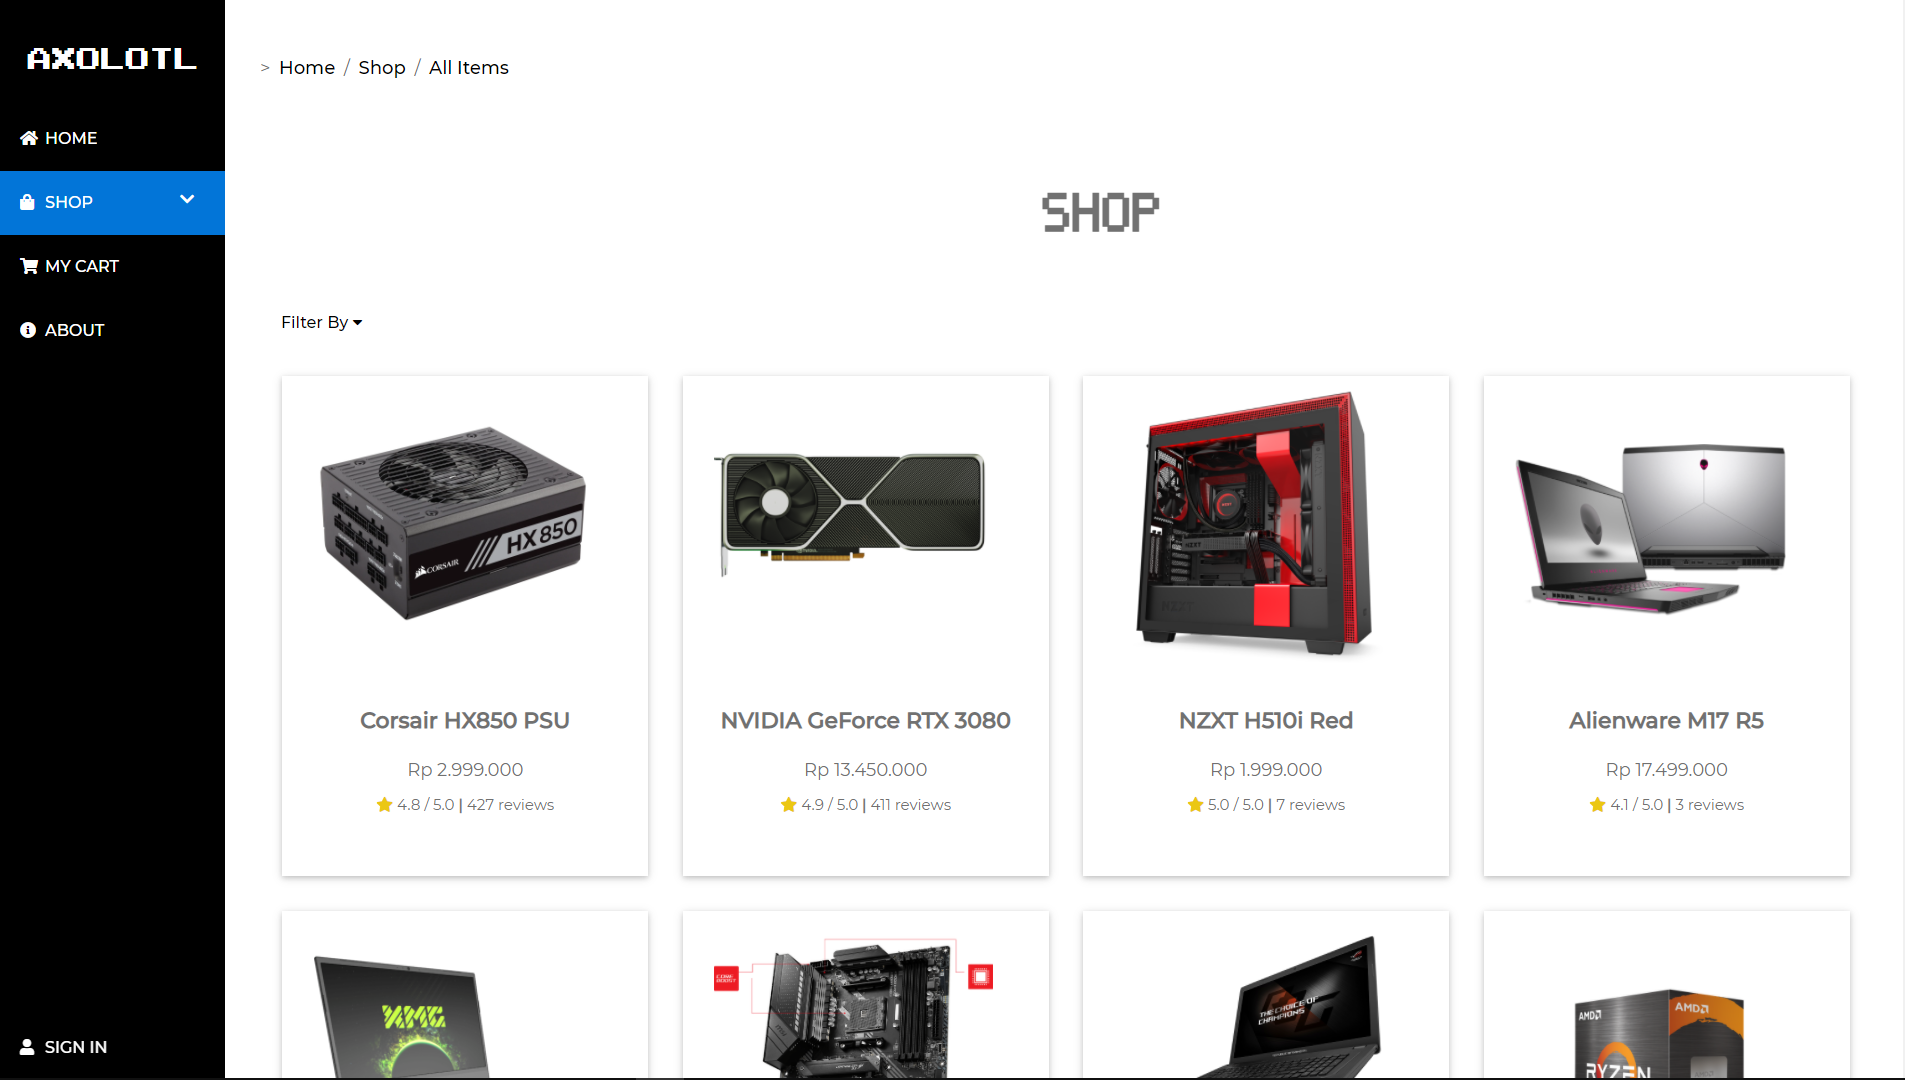 AXOLOTL
HOME
SHOP
MY CART
ABOUT
SIGN IN
> Home / Shop / All Items
SHOP
Filter By
HX850
CORSAIR
Corsair HX850 PSU
Rp 2.999.000
4.8 / 5.0 | 427 reviews
NVIDIA GeForce RTX 3080
Rp 13.450.000
4.9 / 5.0 | 411 reviews
NZXT
NZXT H510i Red
Rp 1.999.000
5.0 / 5.0 | 7 reviews
Alienware M17 R5
Rp 17.499.000
4.1 / 5.0 | 3 reviews
XMG
CORE
BOOST
THE CHOICE OF
CHAMPIONS
AMD
AMD
RYZEN